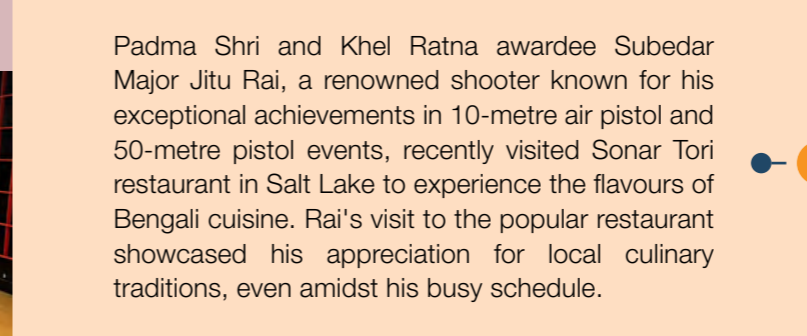 Padma Shri and Khel Ratna awardee Subedar
Major Jitu Rai, a renowned shooter known for his
exceptional achievements in 10-metre air pistol and
50-metre pistol events, recently visited Sonar Tori
restaurant in Salt Lake to experience the flavours of
Bengali cuisine. Rai's visit to the popular restaurant
showcased his appreciation for local culinary
traditions, even amidst his busy schedule.